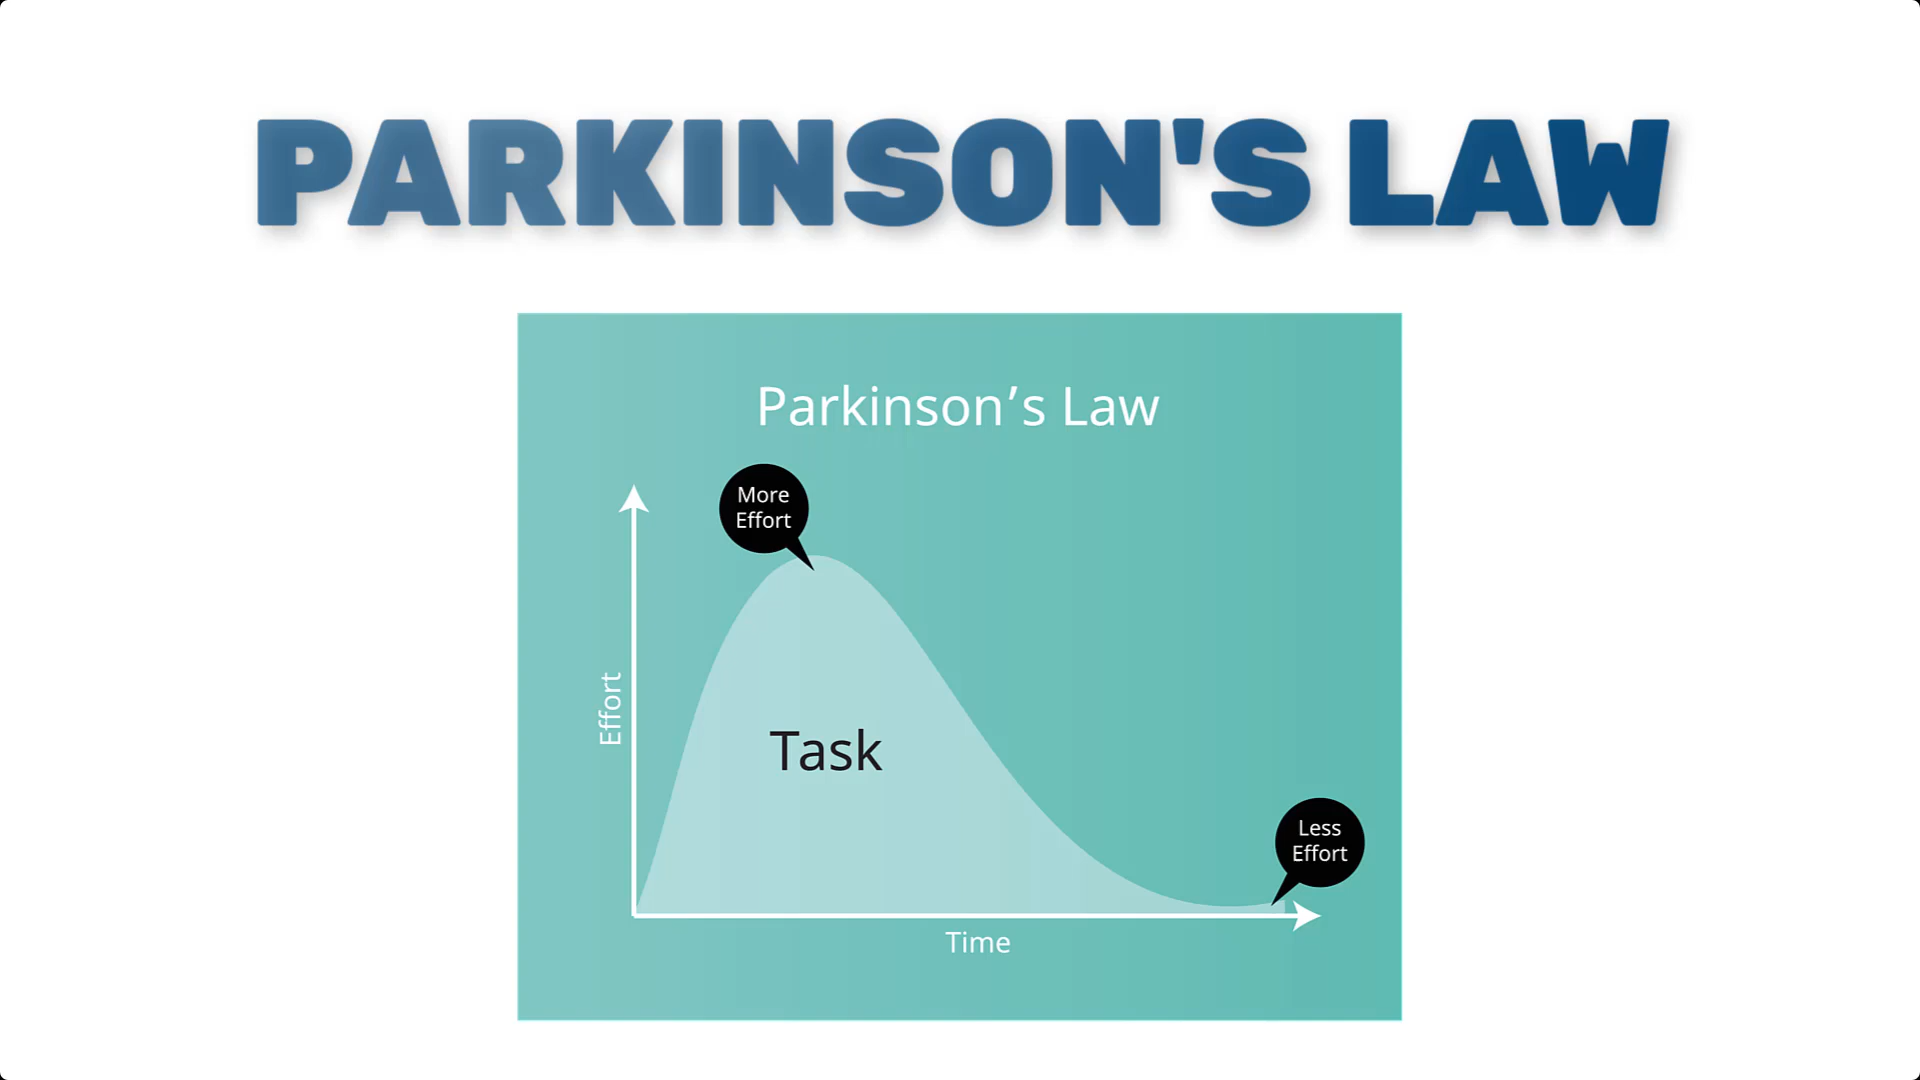 PARKINSON'S LAW
Parkinson’s Law
More
Effort
Effort
Task
Less
Effort
Time